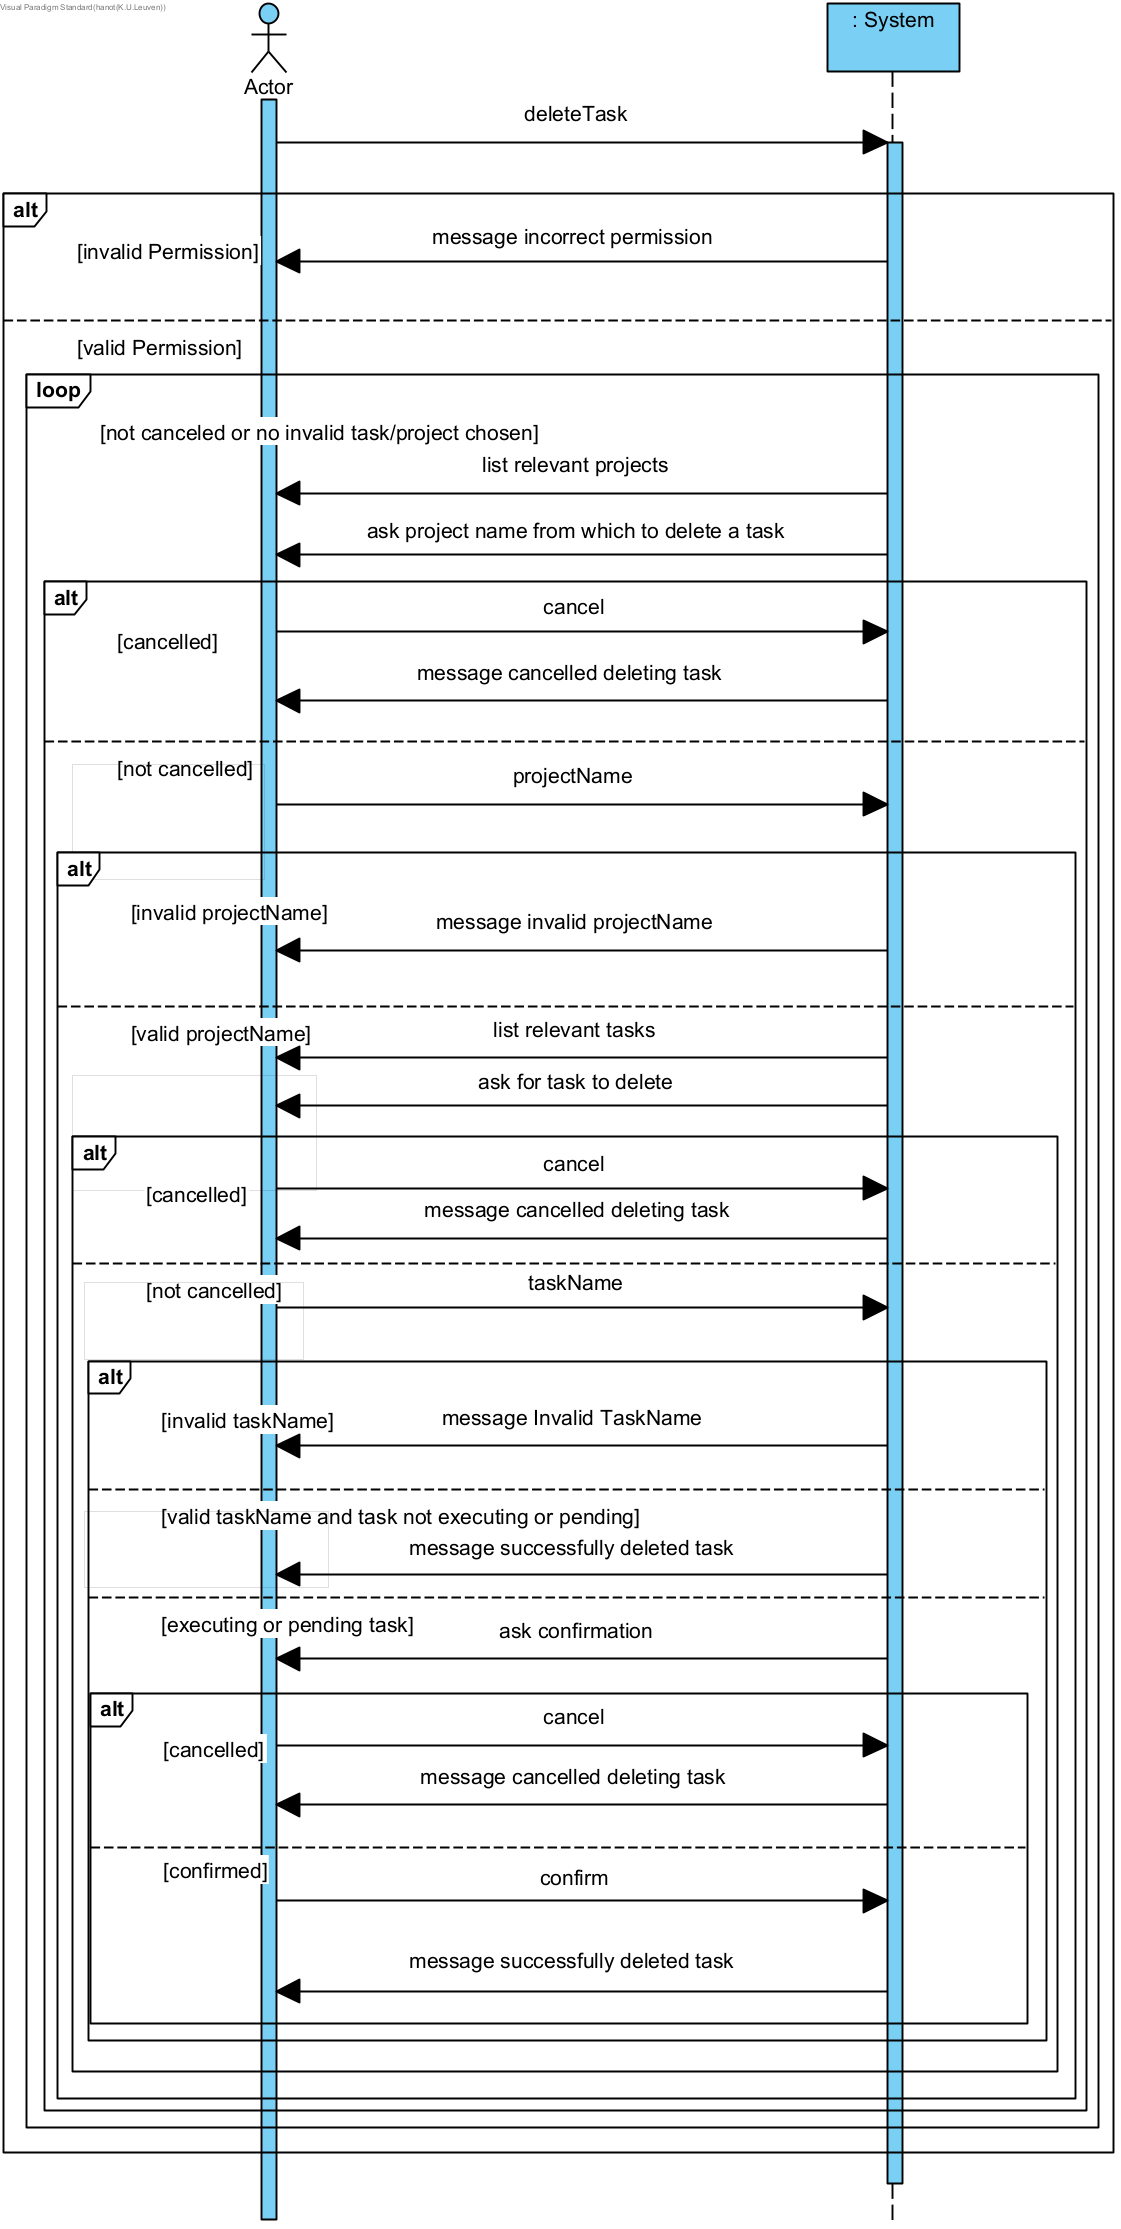 Visual Paradigm Standard(hanot(K.U.Leuven))
: System
Actor
deleteTask
alt
message incorrect permission
[invalid Permission]
[valid Permission]
loop
[not canceled or no invalid task/project chosen]
list relevant projects
ask project name from which to delete a task
alt
cancel
[cancelled]
message cancelled deleting task
[not cancelled]
projectName
alt
[invalid projectName]
message invalid projectName
[valid projectName]
list relevant tasks
ask for task to delete
alt
cancel
[cancelled]
message cancelled deleting task
[not cancelled]
taskName
alt
[invalid taskName]
message Invalid TaskName
[valid taskName and task not executing or pending]
message successfully deleted task
[executing or pending task]
ask confirmation
alt
cancel
[cancelled]
message cancelled deleting task
[confirmed]
confirm
message successfully deleted task